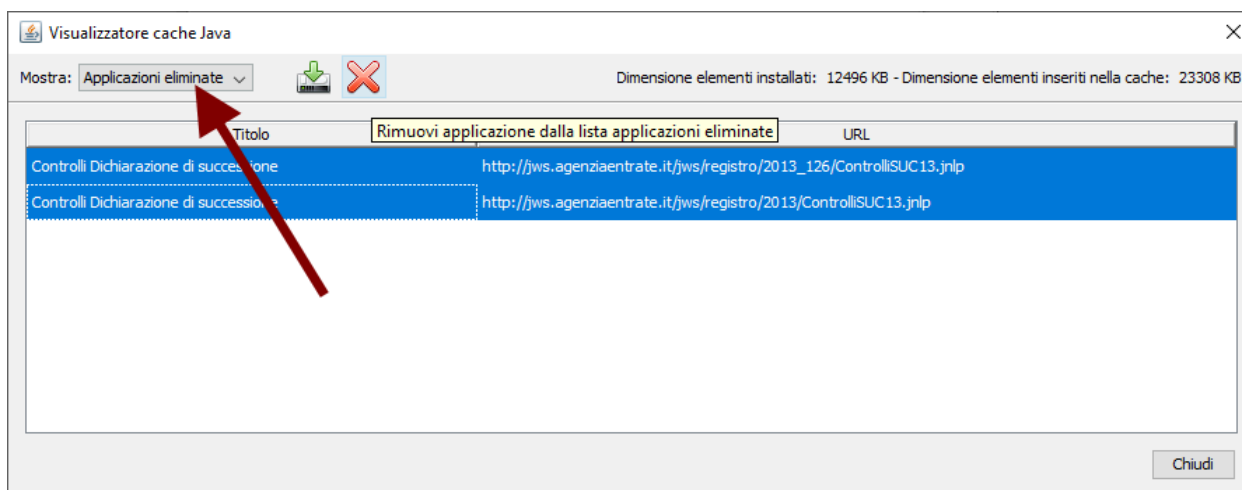 Visualizzatore cache Java
Mostra: Applicazioni eliminate Dimensione elementi installati: 12496 KB - Dimensione elementi inseriti nella cache: 23308 KB
Titolo Rimuovi applicazione dalla lista applicazioni eliminate URL
Controlli Dichiarazione di successione http://jws.agenziaentrate.it/jws/registro/2013_126/ControlliSUC13.jnlp
Controlli Dichiarazione di successione http://jws.agenziaentrate.it/jws/registro/2013/ControlliSUC13.jnlp
Chiudi